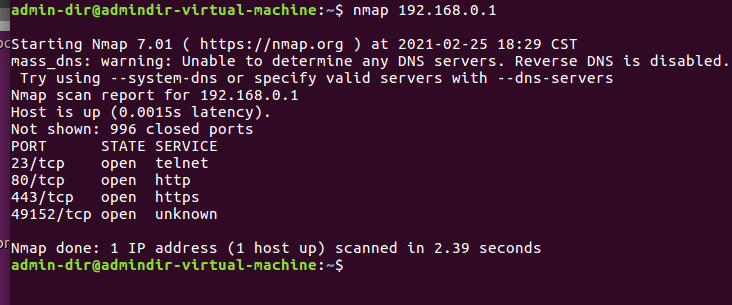 admin-dir@admindir-virtual-machine:~$ nmap 192.168.0.1

Starting Nmap 7.01 ( https://nmap.org ) at 2021-02-25 18:29 CST
mass_dns: warning: Unable to determine any DNS servers. Reverse DNS is disabled.
 Try using --system-dns or specify valid servers with --dns-servers
Nmap scan report for 192.168.0.1
Host is up (0.0015s latency).
Not shown: 996 closed ports
PORT      STATE SERVICE
23/tcp    open  telnet
80/tcp    open  http
443/tcp   open  https
49152/tcp open  unknown

Nmap done: 1 IP address (1 host up) scanned in 2.39 seconds
admin-dir@admindir-virtual-machine:~$